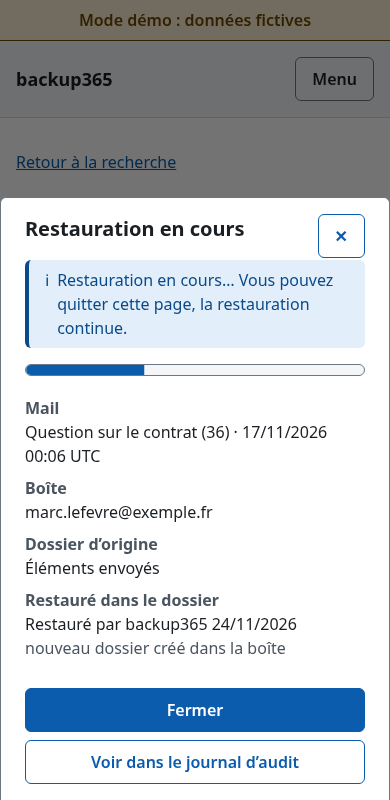 Mode démo : données fictives
backup365
Menu
Retour à la recherche
Restauration en cours
×
i Restauration en cours… Vous pouvez
quitter cette page, la restauration
continue.
Mail
Question sur le contrat (36) · 17/11/2026
00:06 UTC
Boîte
marc.lefevre@exemple.fr
Dossier d’origine
Éléments envoyés
Restauré dans le dossier
Restauré par backup365 24/11/2026
nouveau dossier créé dans la boîte
Fermer
Voir dans le journal d’audit